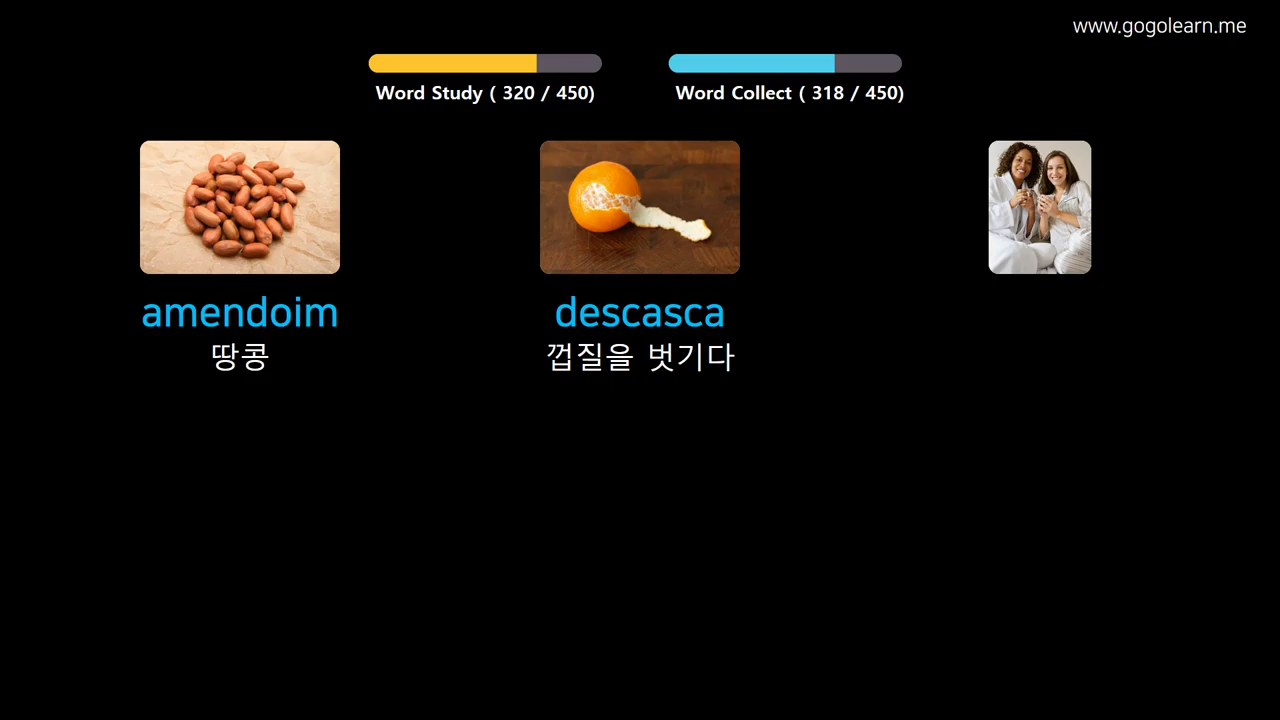 www.gogolearn.me
Word Study ( 320 / 450)
Word Collect ( 318 / 450)
amendoim
땅콩
descasca
껍질을 벗기다